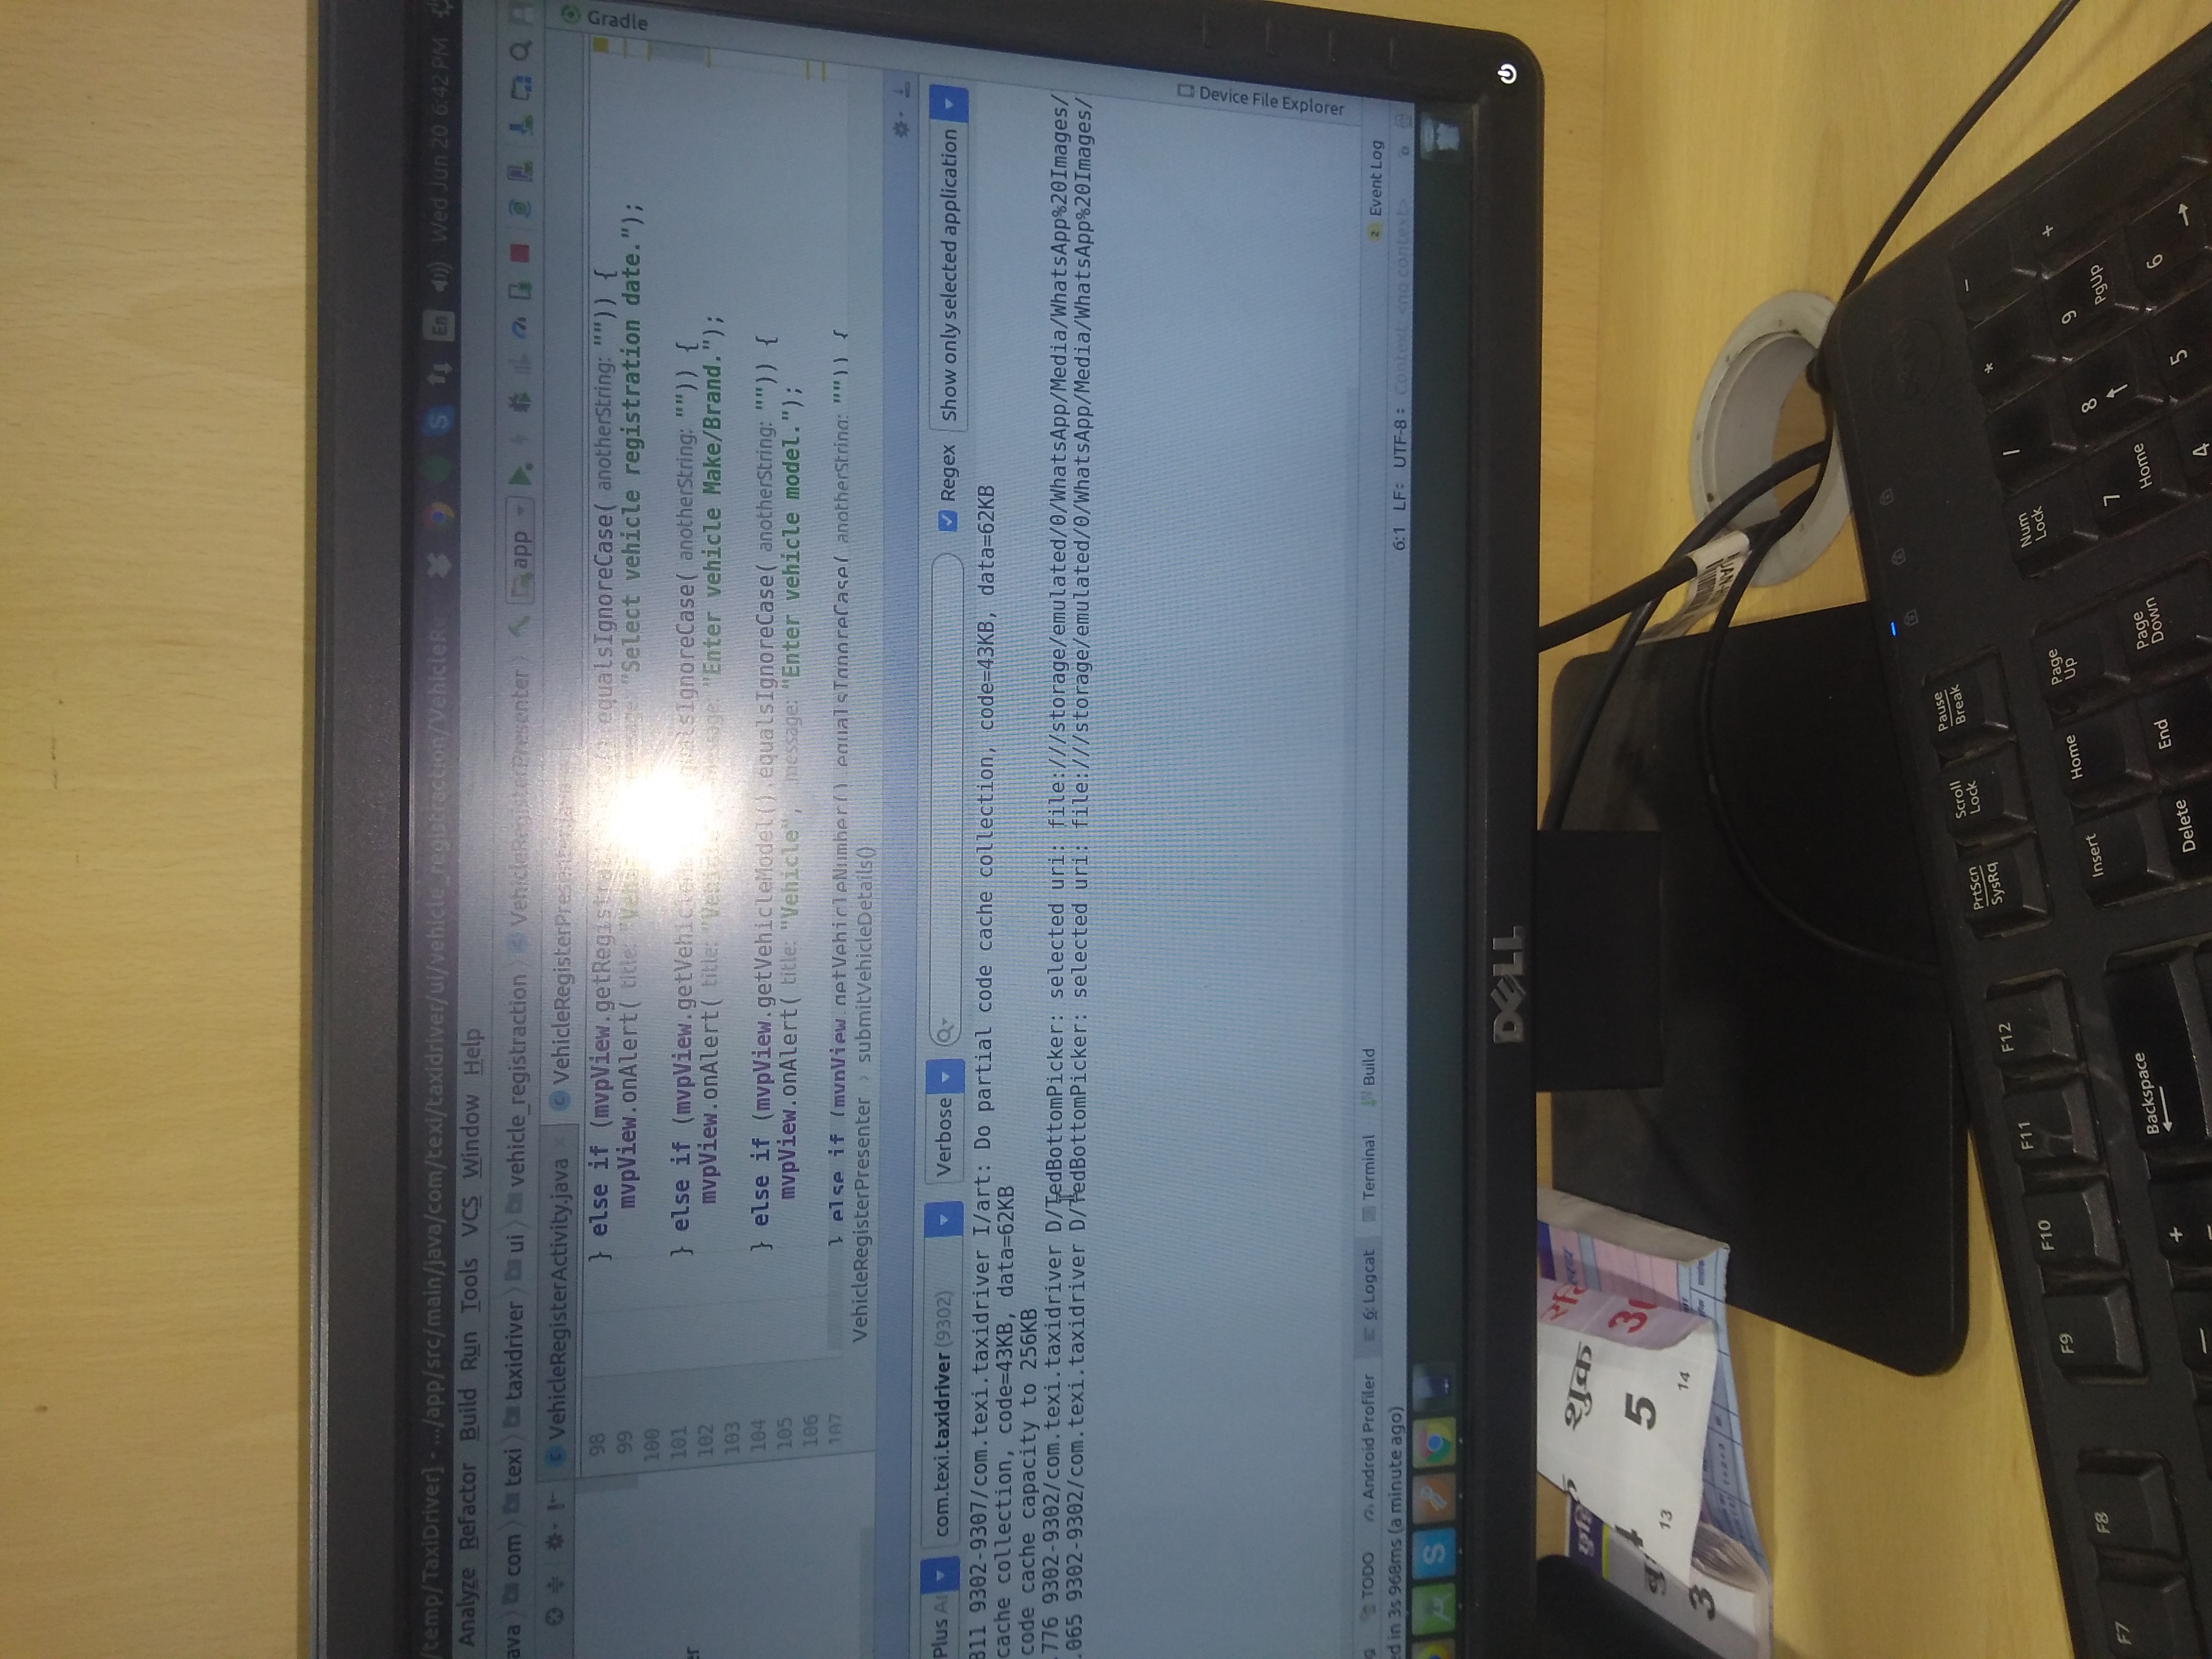 /temp/TaxiDriver] - .../app/src/main/java/com/texi/taxidriver/ui/vehicle_registraction/VehicleRe
En Wed Jun 20 6:42 PM
Analyze Refactor Build Run Tools VCS Window Help
ava com texi taxidriver ui vehicle_registraction VehicleRegisterPresenter app
VehicleRegisterActivity.java VehicleRegisterPresenter.java
98 } else if (mvpView.getRegistra equalsIgnoreCase( anotherString: "")) {
99 mvpView.onAlert( title: "Veh message: "Select vehicle registration date.");
100
101 } else if (mvpView.getVehicle equalsIgnoreCase( anotherString: "")) {
102 mvpView.onAlert( title: "Vehicle message: "Enter vehicle Make/Brand.");
103
104 } else if (mvpView.getVehicleModel().equalsIgnoreCase( anotherString: "")) {
105 mvpView.onAlert( title: "Vehicle", message: "Enter vehicle model.");
106
107 } else if (mvpView.getVehicleNumber().equalsIgnoreCase( anotherString: "")) {
VehicleRegisterPresenter › submitVehicleDetails()
Gradle
Plus com.texi.taxidriver (9302) Verbose Regex Show only selected application
811 9302-9307/com.texi.taxidriver I/art: Do partial code cache collection, code=43KB, data=62KB
cache collection, code=43KB, data=62KB
code cache capacity to 256KB
.776 9302-9302/com.texi.taxidriver D/TedBottomPicker: selected uri: file:///storage/emulated/0/WhatsApp/Media/WhatsApp%20Images/
.065 9302-9302/com.texi.taxidriver D/TedBottomPicker: selected uri: file:///storage/emulated/0/WhatsApp/Media/WhatsApp%20Images/
Device File Explorer
TODO Android Profiler 6: Logcat Terminal Build 2 Event Log
ed in 3s 968ms (a minute ago) 6:1 LF: UTF-8: Context: <no context>
DELL
शुक्र
5
13
14
3
PrtScn
SysRq
Scroll
Lock
Pause
Break
F7 F8 F9 F10 F11 F12
Insert Home Page
Up
Num
Lock
/ * -
Backspace
Delete End Page
Down
7
Home
8
9
PgUp
+
4 5 6